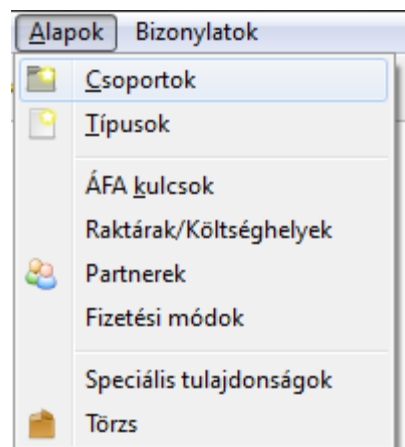 Alapok Bizonylatok
Csoportok
Típusok
ÁFA kulcsok
Raktárak/Költséghelyek
Partnerek
Fizetési módok
Speciális tulajdonságok
Törzs